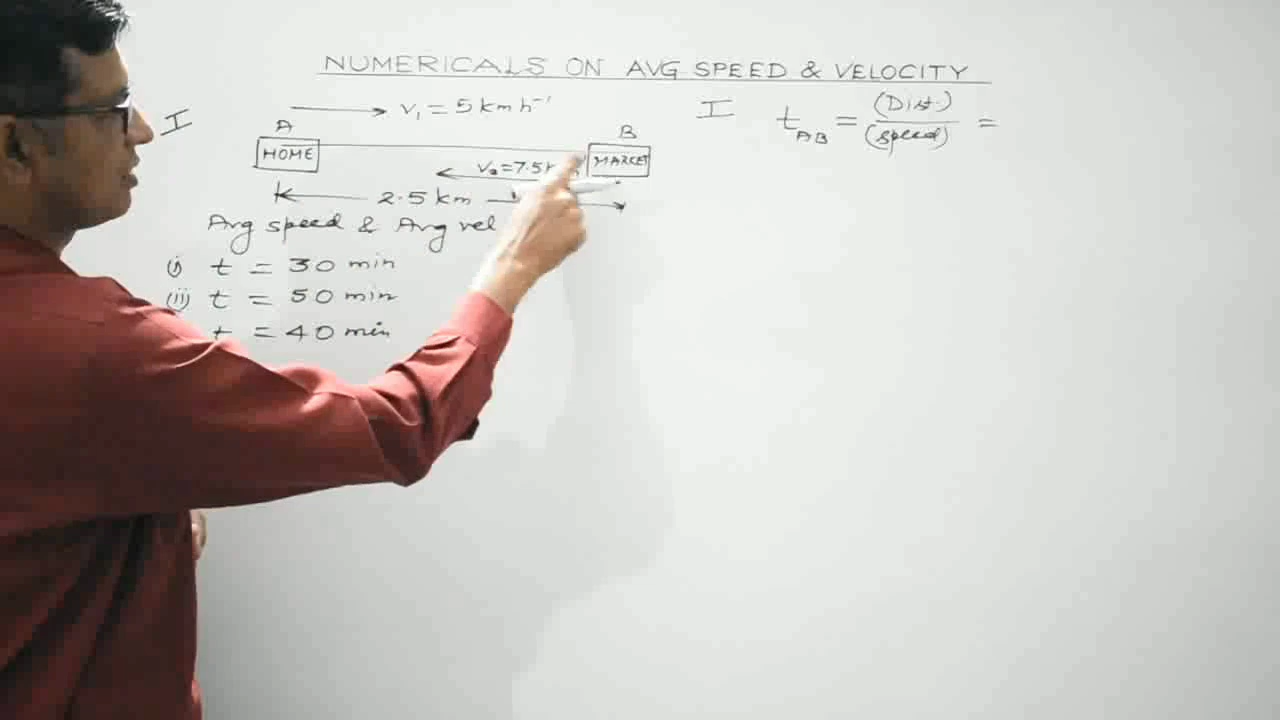 NUMERICALS ON AVG SPEED & VELOCITY
I
V₁ = 5 km h⁻¹
A
B
HOME
MARKET
V₂ = 7.5
2.5 km
Avg speed & Avg vel
(i) t = 30 min
(ii) t = 50 min
t = 40 min
I t_AB = (Dist.) / (speed) =